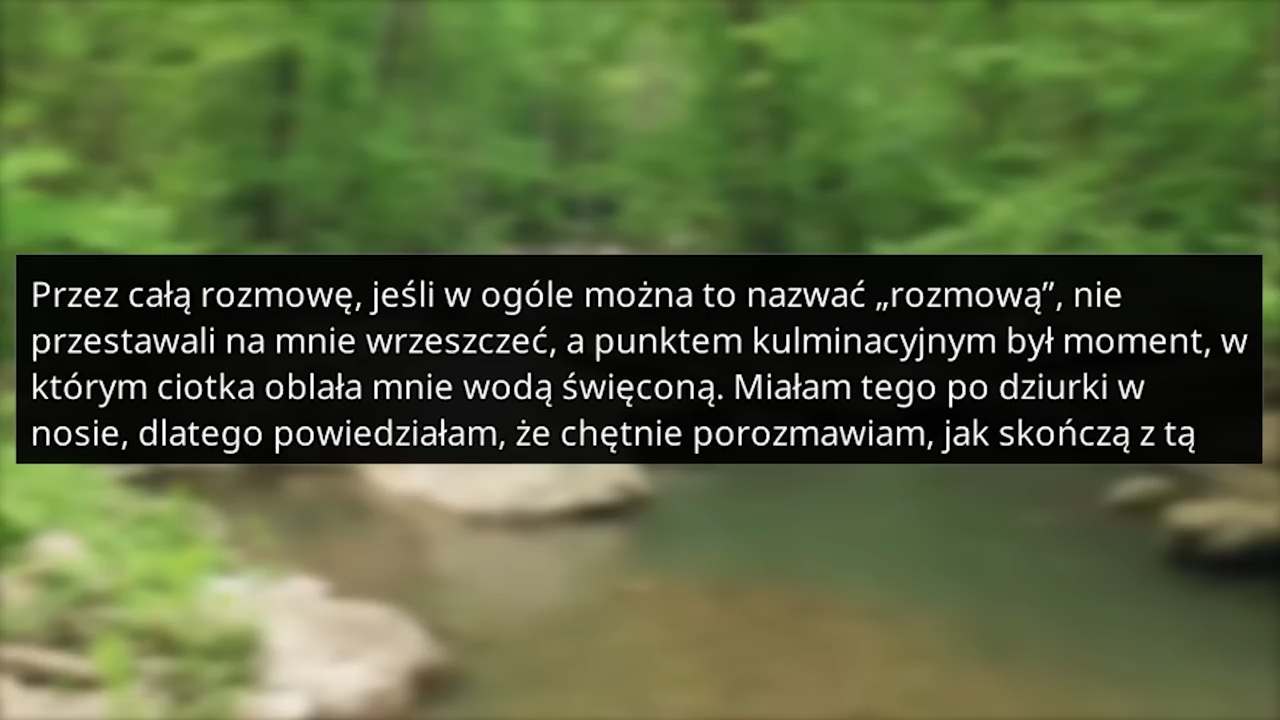 Przez całą rozmowę, jeśli w ogóle można to nazwać „rozmową”, nie
przestawali na mnie wrzeszczeć, a punktem kulminacyjnym był moment, w
którym ciotka oblała mnie wodą święconą. Miałam tego po dziurki w
nosie, dlatego powiedziałam, że chętnie porozmawiam, jak skończą z tą